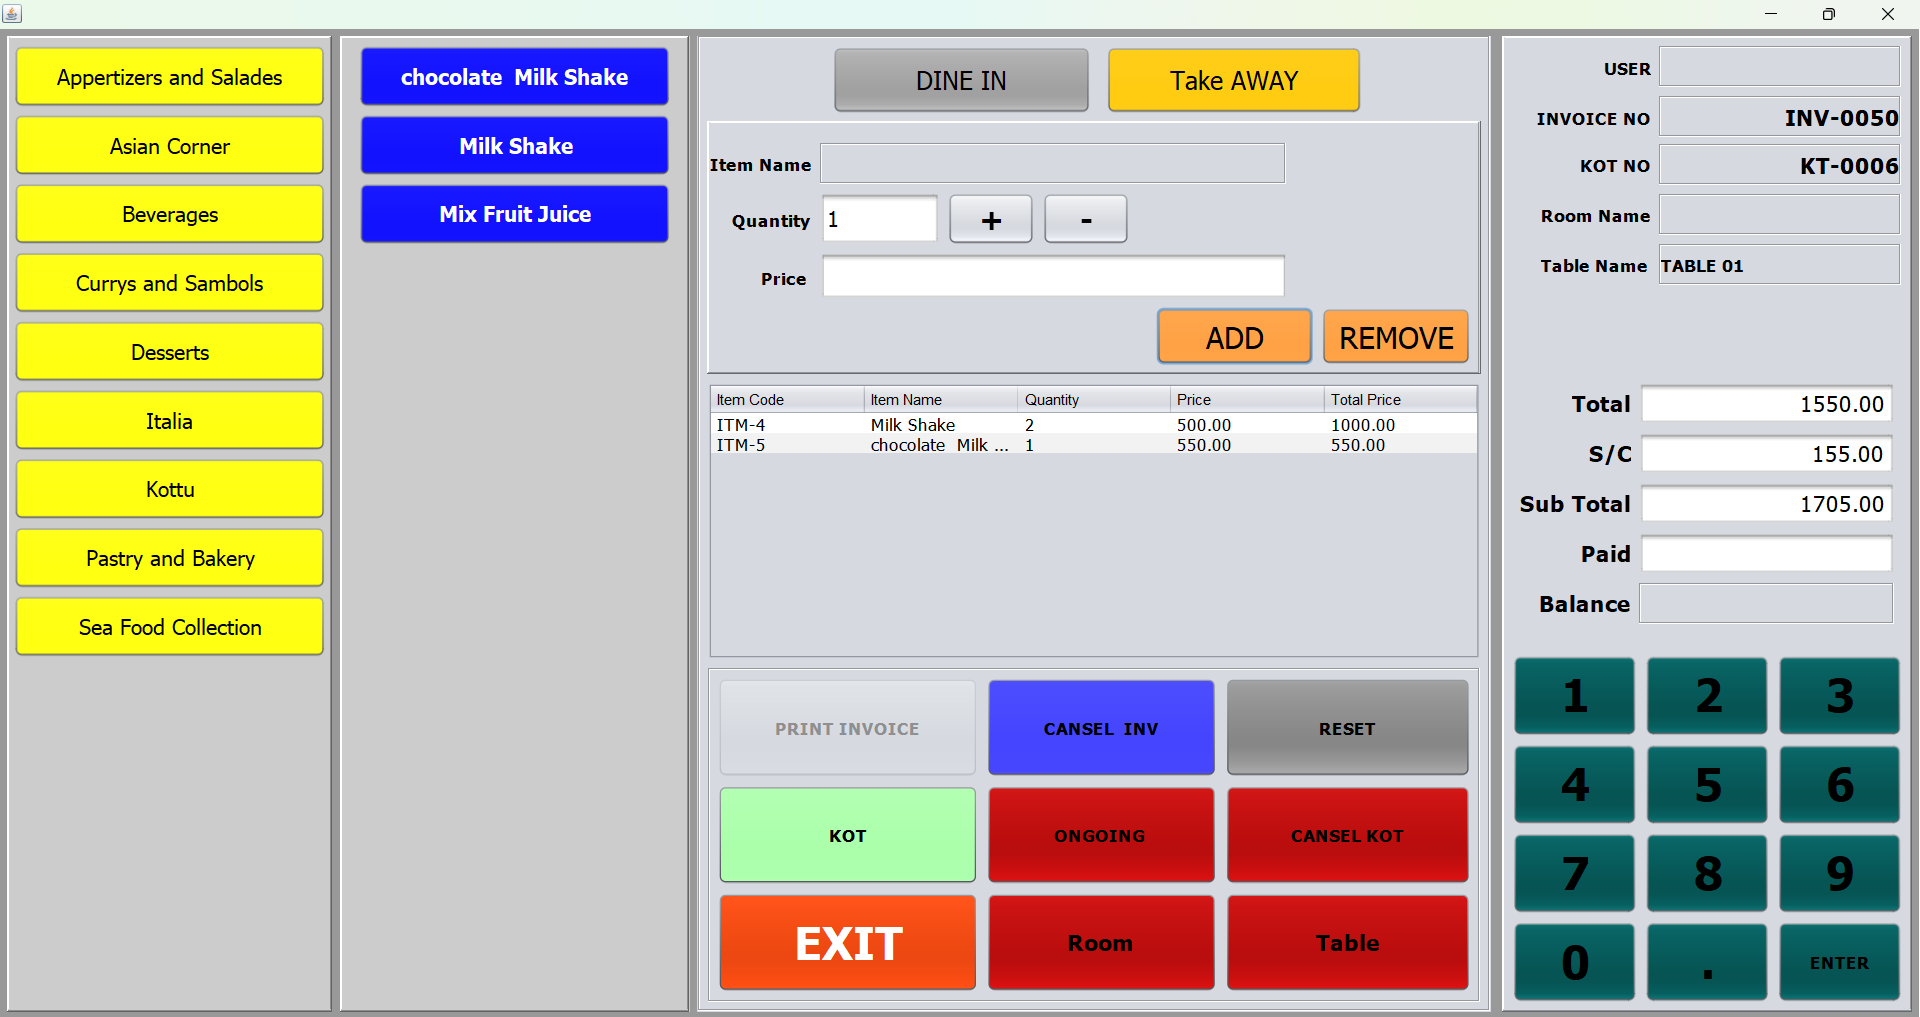 Appertizers and Salades
Asian Corner
Beverages
Currys and Sambols
Desserts
Italia
Kottu
Pastry and Bakery
Sea Food Collection
chocolate  Milk Shake
Milk Shake
Mix Fruit Juice
DINE IN
Take AWAY
Item Name
Quantity 1 + -
Price
ADD REMOVE
Item Code Item Name Quantity Price Total Price
ITM-4 Milk Shake 2 500.00 1000.00
ITM-5 chocolate  Milk ... 1 550.00 550.00
PRINT INVOICE CANSEL  INV RESET
KOT ONGOING CANSEL KOT
EXIT Room Table
USER
INVOICE NO INV-0050
KOT NO KT-0006
Room Name
Table Name TABLE 01
Total 1550.00
S/C 155.00
Sub Total 1705.00
Paid
Balance
1 2 3
4 5 6
7 8 9
0 . ENTER